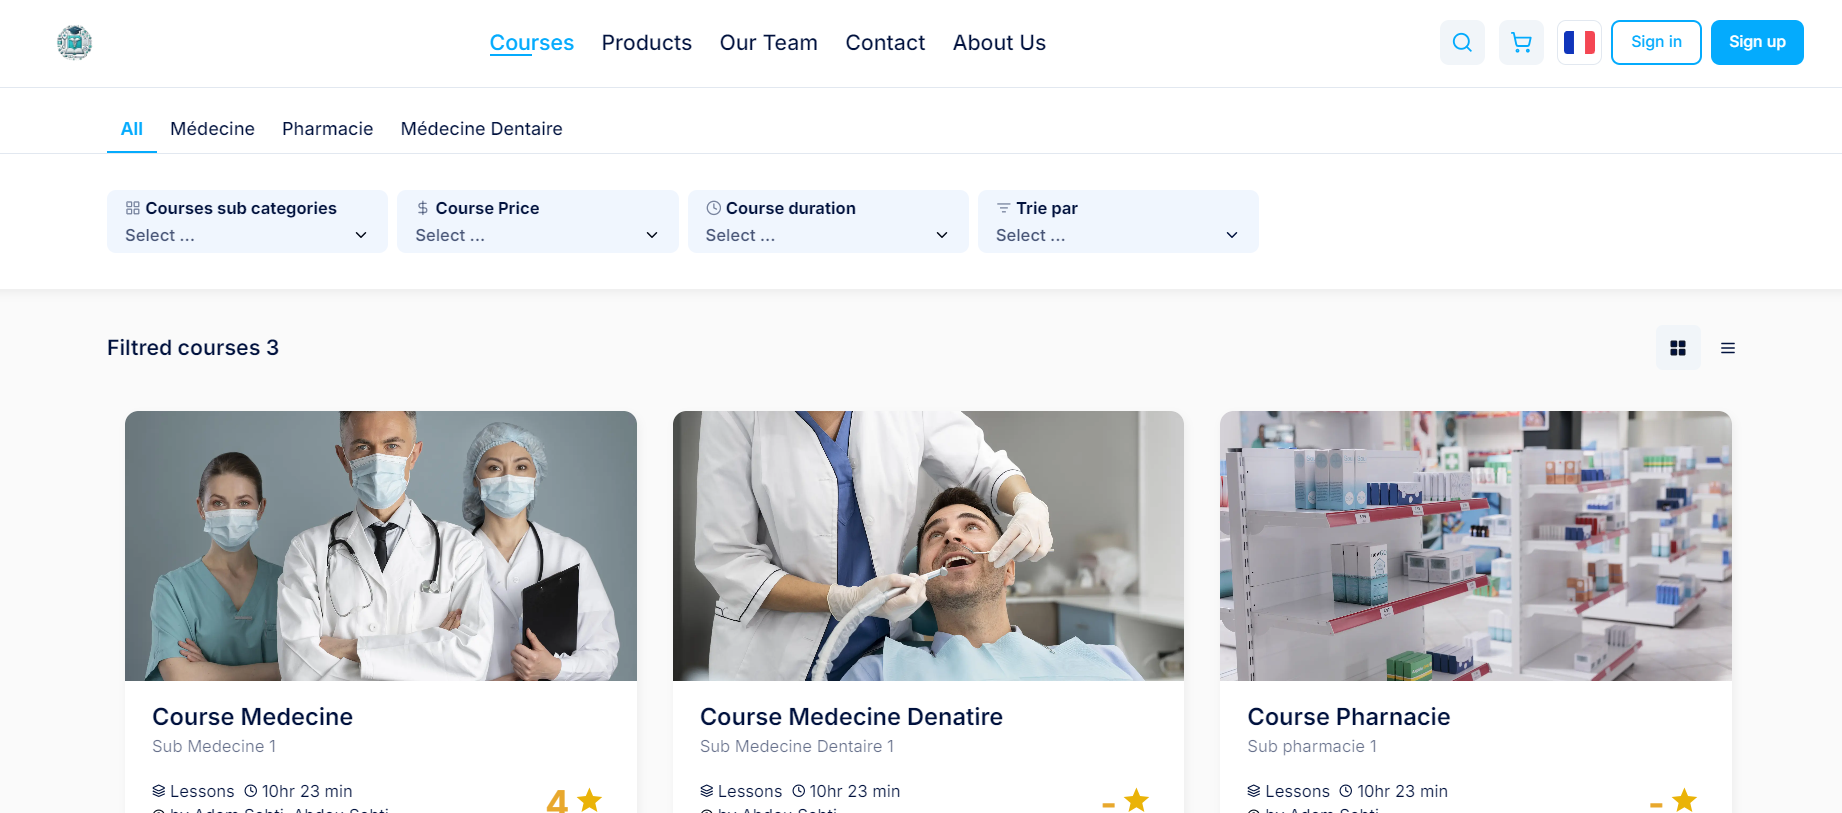 Courses Products Our Team Contact About Us Sign in Sign up
All Médecine Pharmacie Médecine Dentaire
Courses sub categories Course Price Course duration Trie par
Select ... Select ... Select ... Select ...
Filtred courses 3
Course Medecine
Sub Medecine 1
Lessons 10hr 23 min
4
Course Medecine Denatire
Sub Medecine Dentaire 1
Lessons 10hr 23 min
-
Course Pharnacie
Sub pharmacie 1
Lessons 10hr 23 min
-